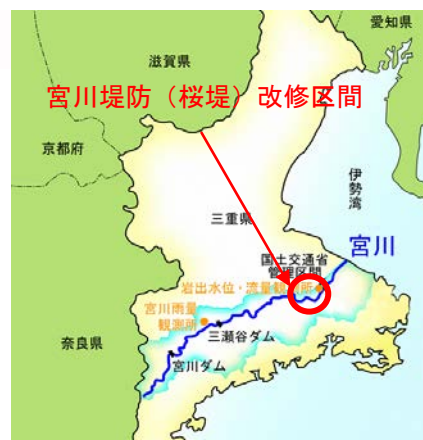 愛知県
滋賀県
宮川堤防（桜堤）改修区間
京都府
伊勢湾
三重県
宮川
国土交通省
管理区間
岩出水位・流量観測所
宮川雨量
観測所
三瀬谷ダム
奈良県
宮川ダム